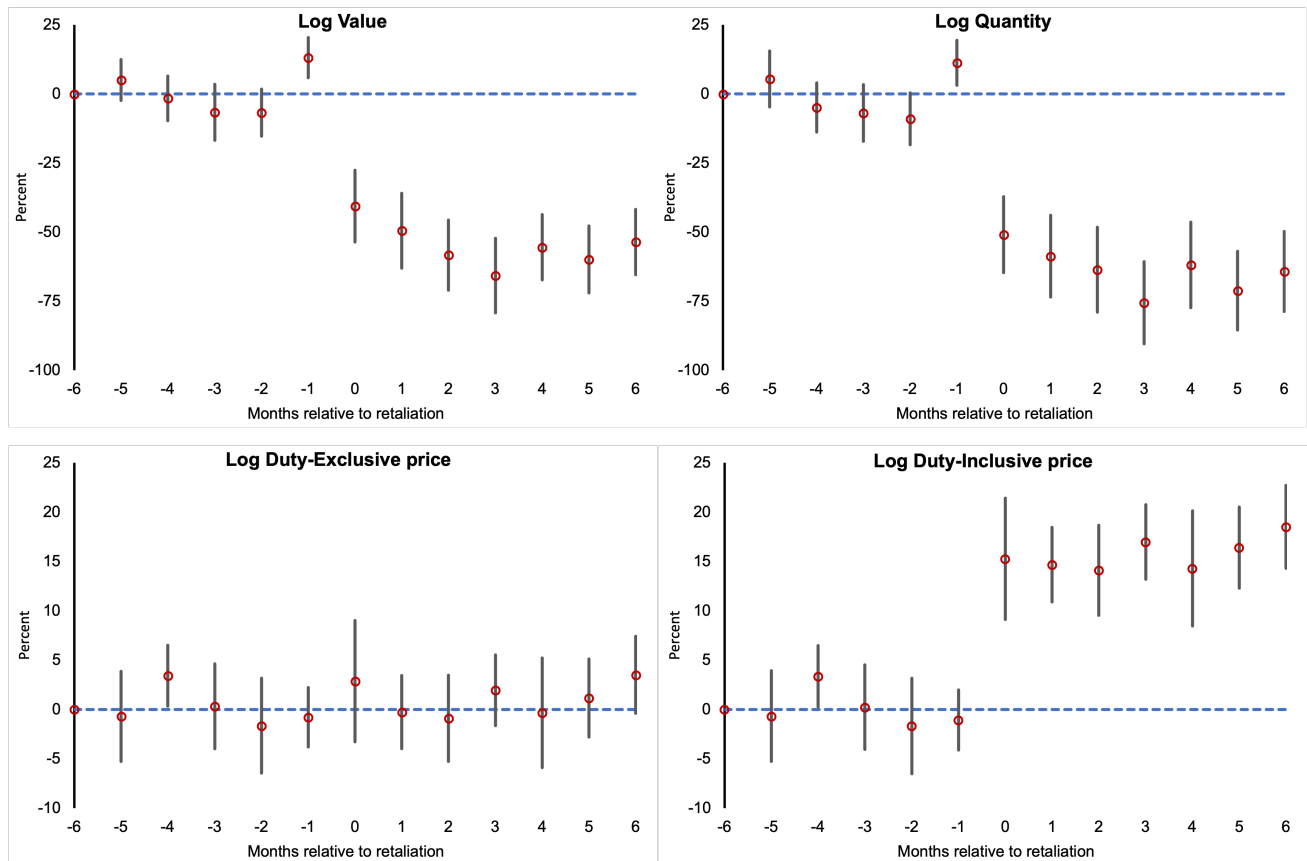 Log Value
25
0
-25
-50
-75
-100
Percent
-6 -5 -4 -3 -2 -1 0 1 2 3 4 5 6
Months relative to retaliation
Log Quantity
25
0
-25
-50
-75
-100
Percent
-6 -5 -4 -3 -2 -1 0 1 2 3 4 5 6
Months relative to retaliation
Log Duty-Exclusive price
25
20
15
10
5
0
-5
-10
Percent
-6 -5 -4 -3 -2 -1 0 1 2 3 4 5 6
Months relative to retaliation
Log Duty-Inclusive price
25
20
15
10
5
0
-5
-10
Percent
-6 -5 -4 -3 -2 -1 0 1 2 3 4 5 6
Months relative to retaliation